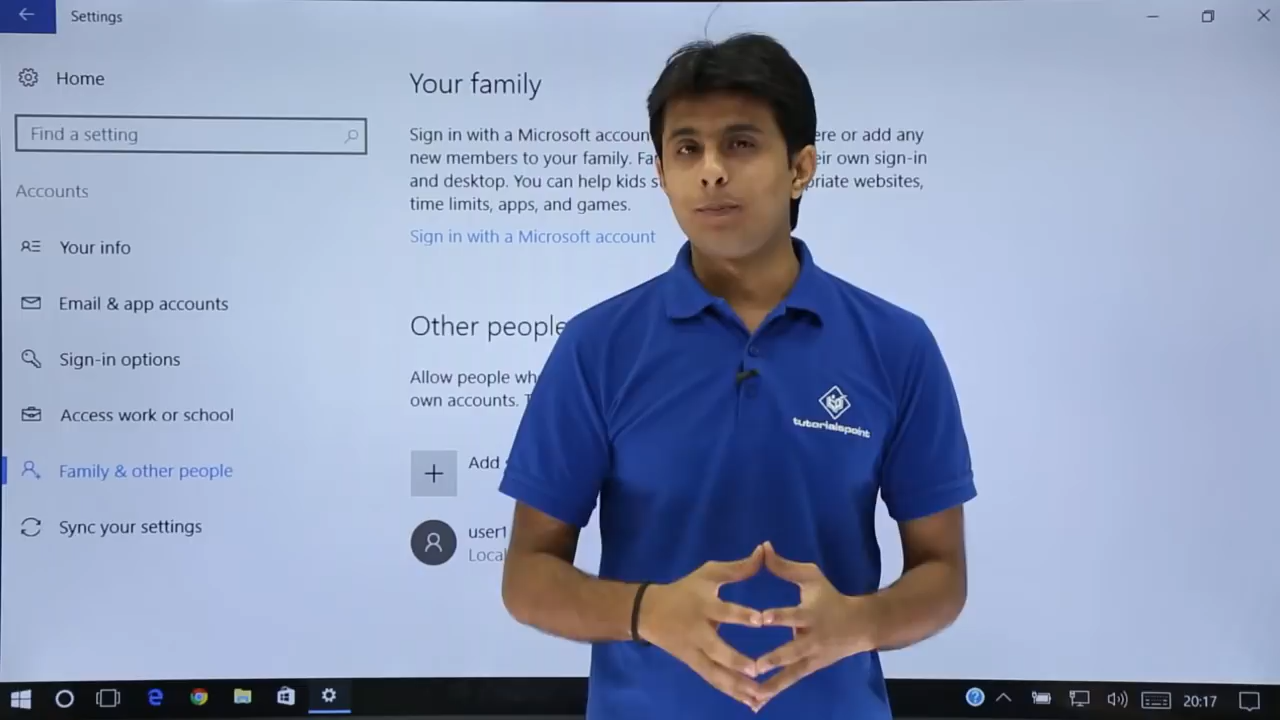 Settings
Home
Find a setting
Accounts
Your info
Email & app accounts
Sign-in options
Access work or school
Family & other people
Sync your settings
Your family
Sign in with a Microsoft accoun ere or add any
new members to your family. Fa eir own sign-in
and desktop. You can help kids s priate websites,
time limits, apps, and games.
Sign in with a Microsoft account
Other people
Allow people wh
own accounts.
Add
user1
Local
tutorialspoint
20:17